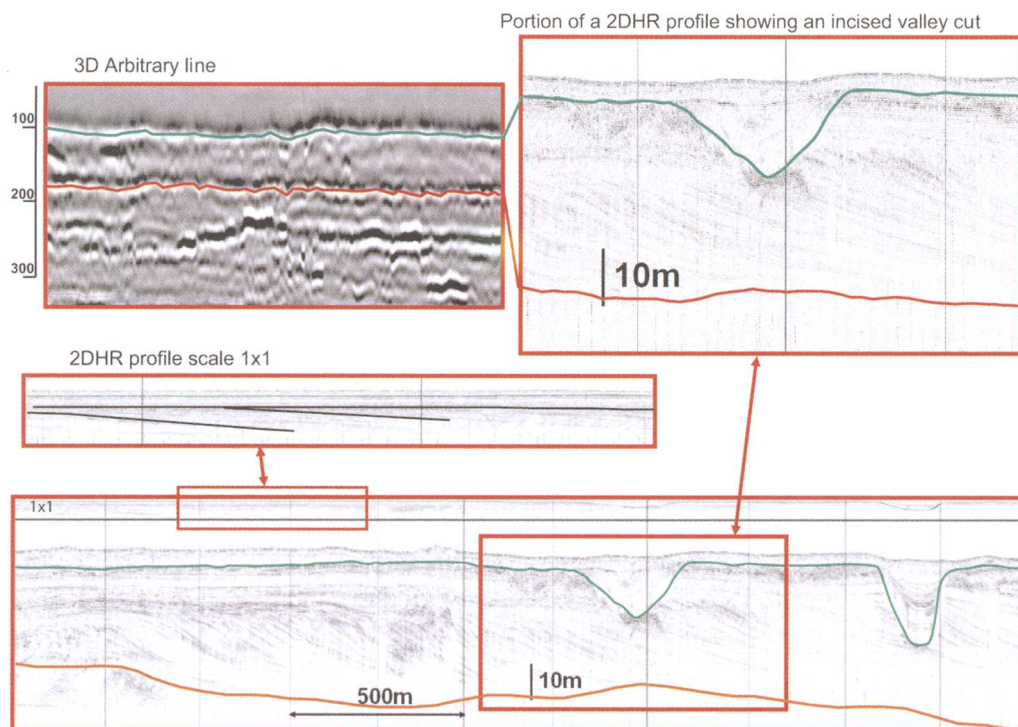 Portion of a 2DHR profile showing an incised valley cut
3D Arbitrary line
100
200
300
10m
2DHR profile scale 1x1
1x1
500m
10m